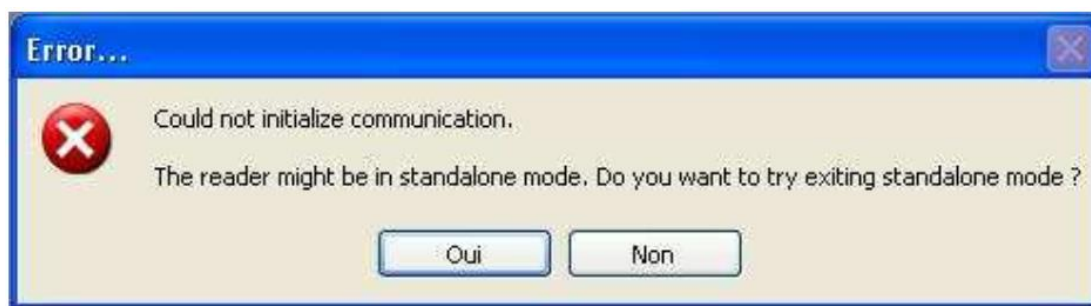 Error...
Could not initialize communication.
The reader might be in standalone mode. Do you want to try exiting standalone mode ?
Oui Non